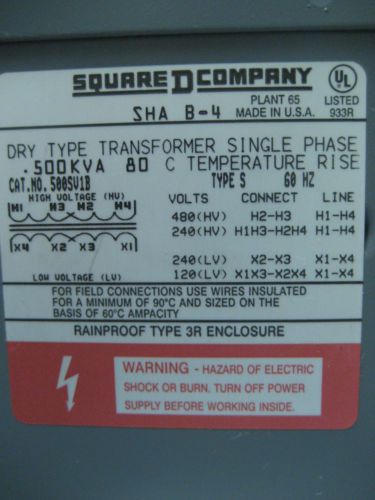 SQUARE D COMPANY
UL
SHA B-4
PLANT 65
MADE IN U.S.A.
LISTED
933R
DRY TYPE TRANSFORMER SINGLE PHASE
.500KVA 80 C TEMPERATURE RISE
CAT.NO.500SV1B TYPE S 60 HZ
HIGH VOLTAGE (HV) VOLTS CONNECT LINE
H1 H3 H2 H4
480(HV) H2-H3 H1-H4
240(HV) H1H3-H2H4 H1-H4
X4 X2 X3 X1
240(LV) X2-X3 X1-X4
LOW VOLTAGE (LV) 120(LV) X1X3-X2X4 X1-X4
FOR FIELD CONNECTIONS USE WIRES INSULATED
FOR A MINIMUM OF 90°C AND SIZED ON THE
BASIS OF 60°C AMPACITY
RAINPROOF TYPE 3R ENCLOSURE
WARNING - HAZARD OF ELECTRIC
SHOCK OR BURN. TURN OFF POWER
SUPPLY BEFORE WORKING INSIDE.